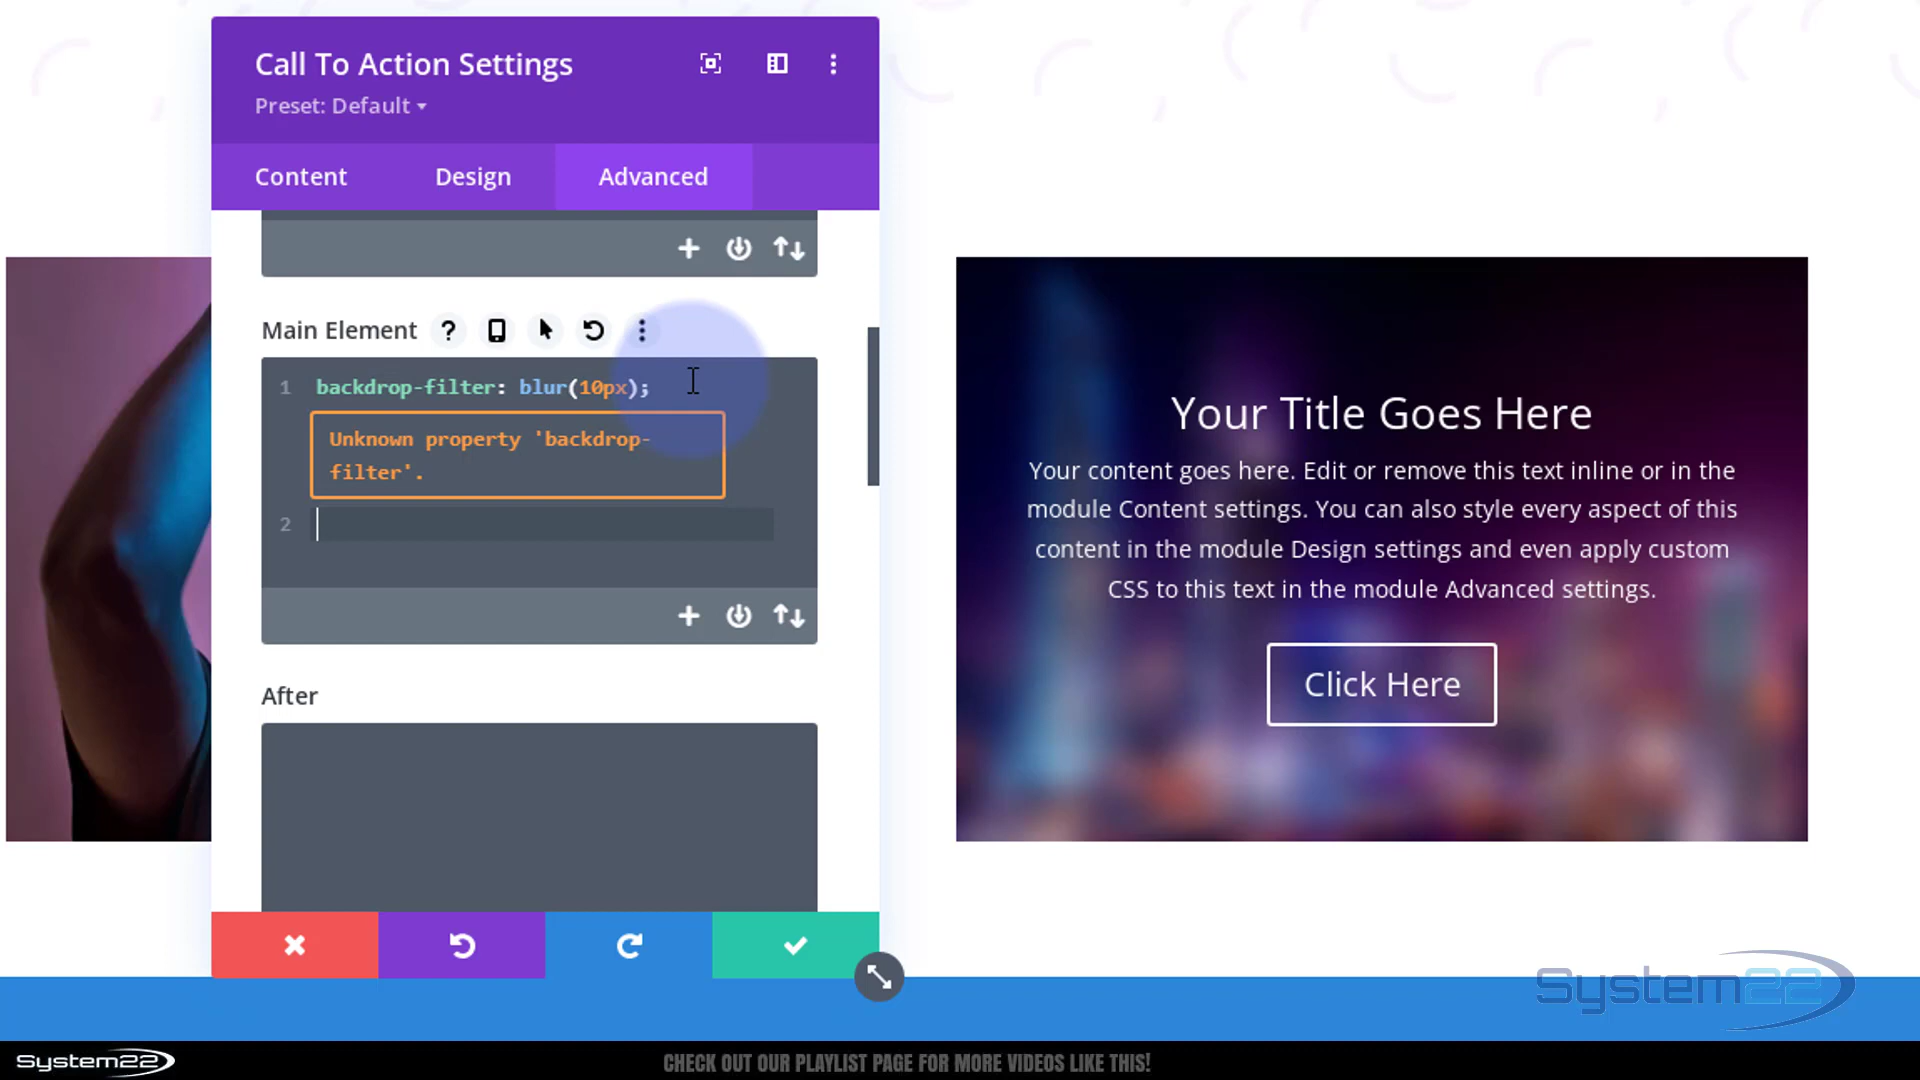 Call To Action Settings
Preset: Default
Content
Design
Advanced
Main Element
?
1 backdrop-filter: blur(10px);
Unknown property 'backdrop-
filter'.
2
After
Your Title Goes Here
Your content goes here. Edit or remove this text inline or in the
module Content settings. You can also style every aspect of this
content in the module Design settings and even apply custom
CSS to this text in the module Advanced settings.
Click Here
System22
System22
CHECK OUT OUR PLAYLIST PAGE FOR MORE VIDEOS LIKE THIS!